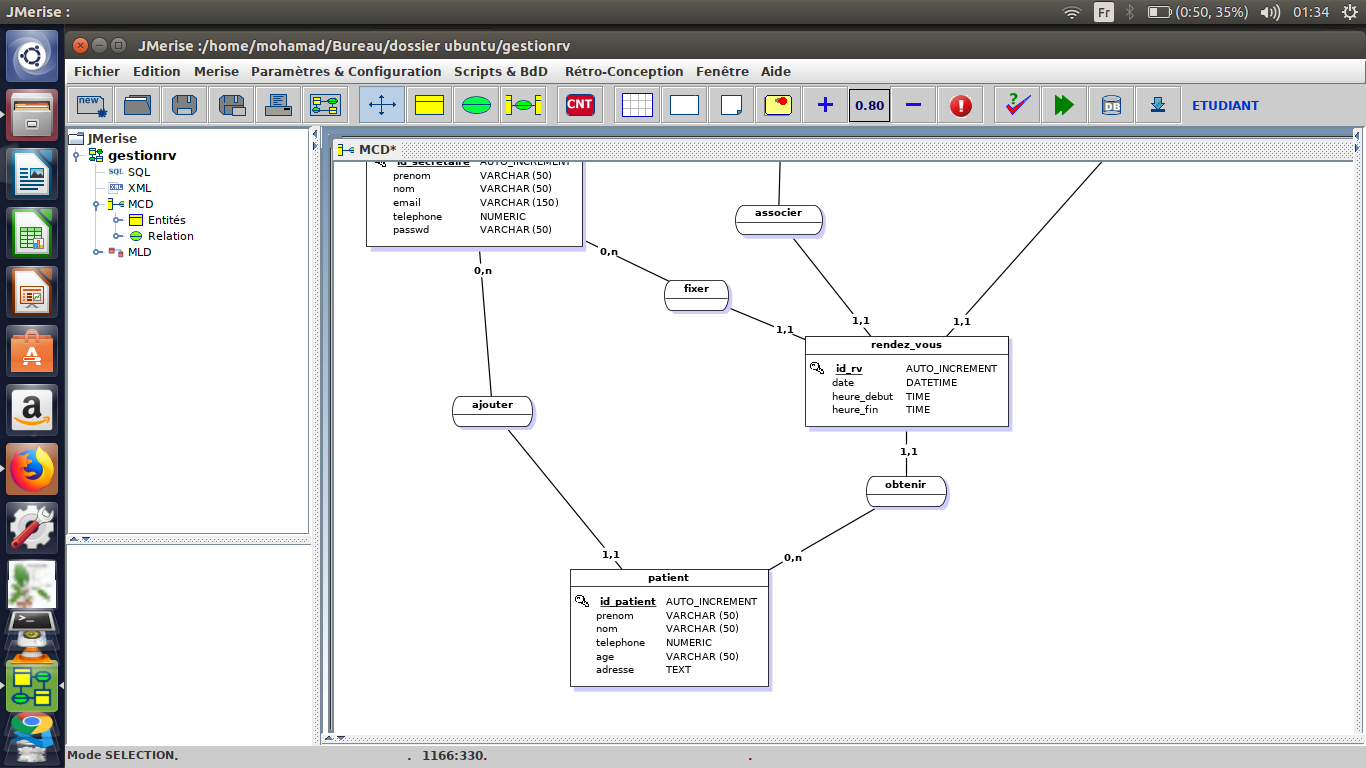 JMerise :
Fr
(0:50, 35%)
01:34
JMerise :/home/mohamad/Bureau/dossier ubuntu/gestionrv
Fichier Edition Merise Paramètres & Configuration Scripts & BdD Rétro-Conception Fenêtre Aide
new CNT 0.80 DB ETUDIANT
JMerise
gestionrv
SQL SQL
XML XML
MCD
Entités
Relation
MLD
MCD*
id_secretaire AUTO_INCREMENT
prenom VARCHAR (50)
nom VARCHAR (50)
email VARCHAR (150)
telephone NUMERIC
passwd VARCHAR (50)
associer
0,n
0,n
fixer
1,1
1,1
1,1
rendez_vous
id_rv AUTO_INCREMENT
date DATETIME
heure_debut TIME
heure_fin TIME
ajouter
1,1
obtenir
1,1
0,n
patient
id_patient AUTO_INCREMENT
prenom VARCHAR (50)
nom VARCHAR (50)
telephone NUMERIC
age VARCHAR (50)
adresse TEXT
Mode SELECTION. . 1166:330. .